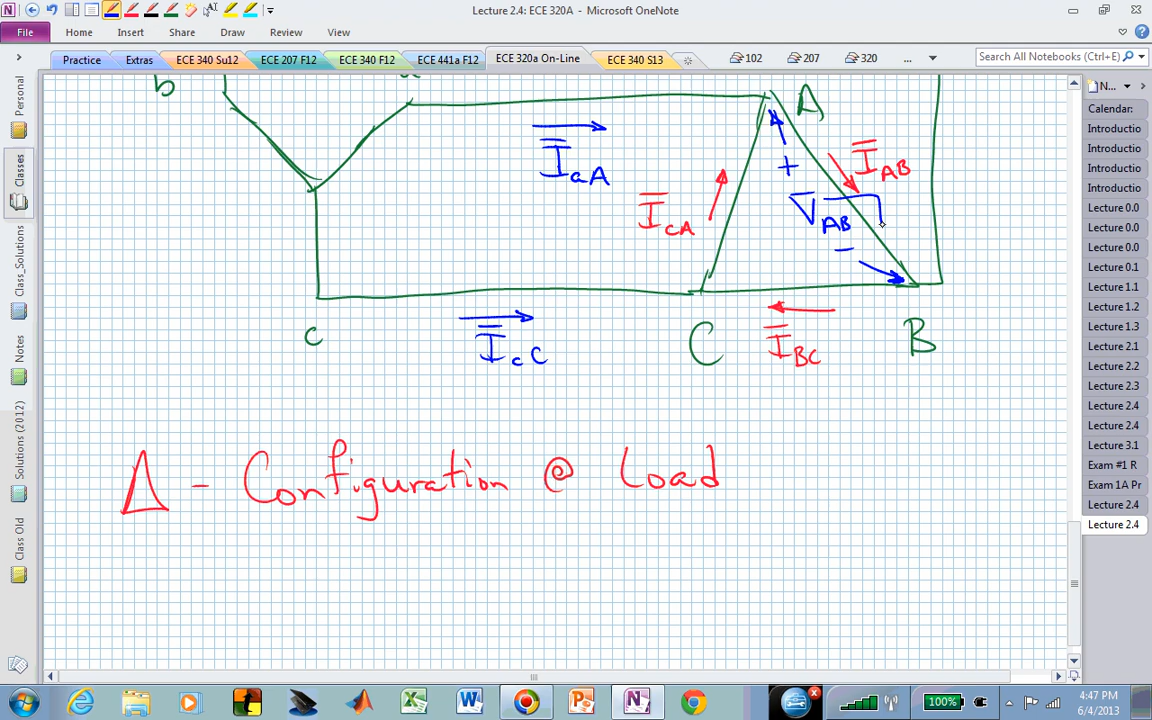 Lecture 2.4: ECE 320A - Microsoft OneNote
File Home Insert Share Draw Review View
Practice Extras ECE 340 Su12 ECE 207 F12 ECE 340 F12 ECE 441a F12 ECE 320a On-Line ECE 340 S13 102 207 320 ... Search All Notebooks (Ctrl+E)
Personal
Classes
Class_Solutions
Notes
Solutions (2012)
Class Old
b
A
I̅aA
I̅AB
+
V̅AB
−
I̅CA
c
I̅cC
C
I̅BC
B
Δ - Configuration @ Load
N...
Calendar:
Introductio
Introductio
Introductio
Introductio
Lecture 0.0
Lecture 0.0
Lecture 0.0
Lecture 0.1
Lecture 1.1
Lecture 1.2
Lecture 1.3
Lecture 2.1
Lecture 2.2
Lecture 2.3
Lecture 2.4
Lecture 2.4
Lecture 3.1
Exam #1 R
Exam 1A Pr
Lecture 2.4
Lecture 2.4
100%
4:47 PM
6/4/2013